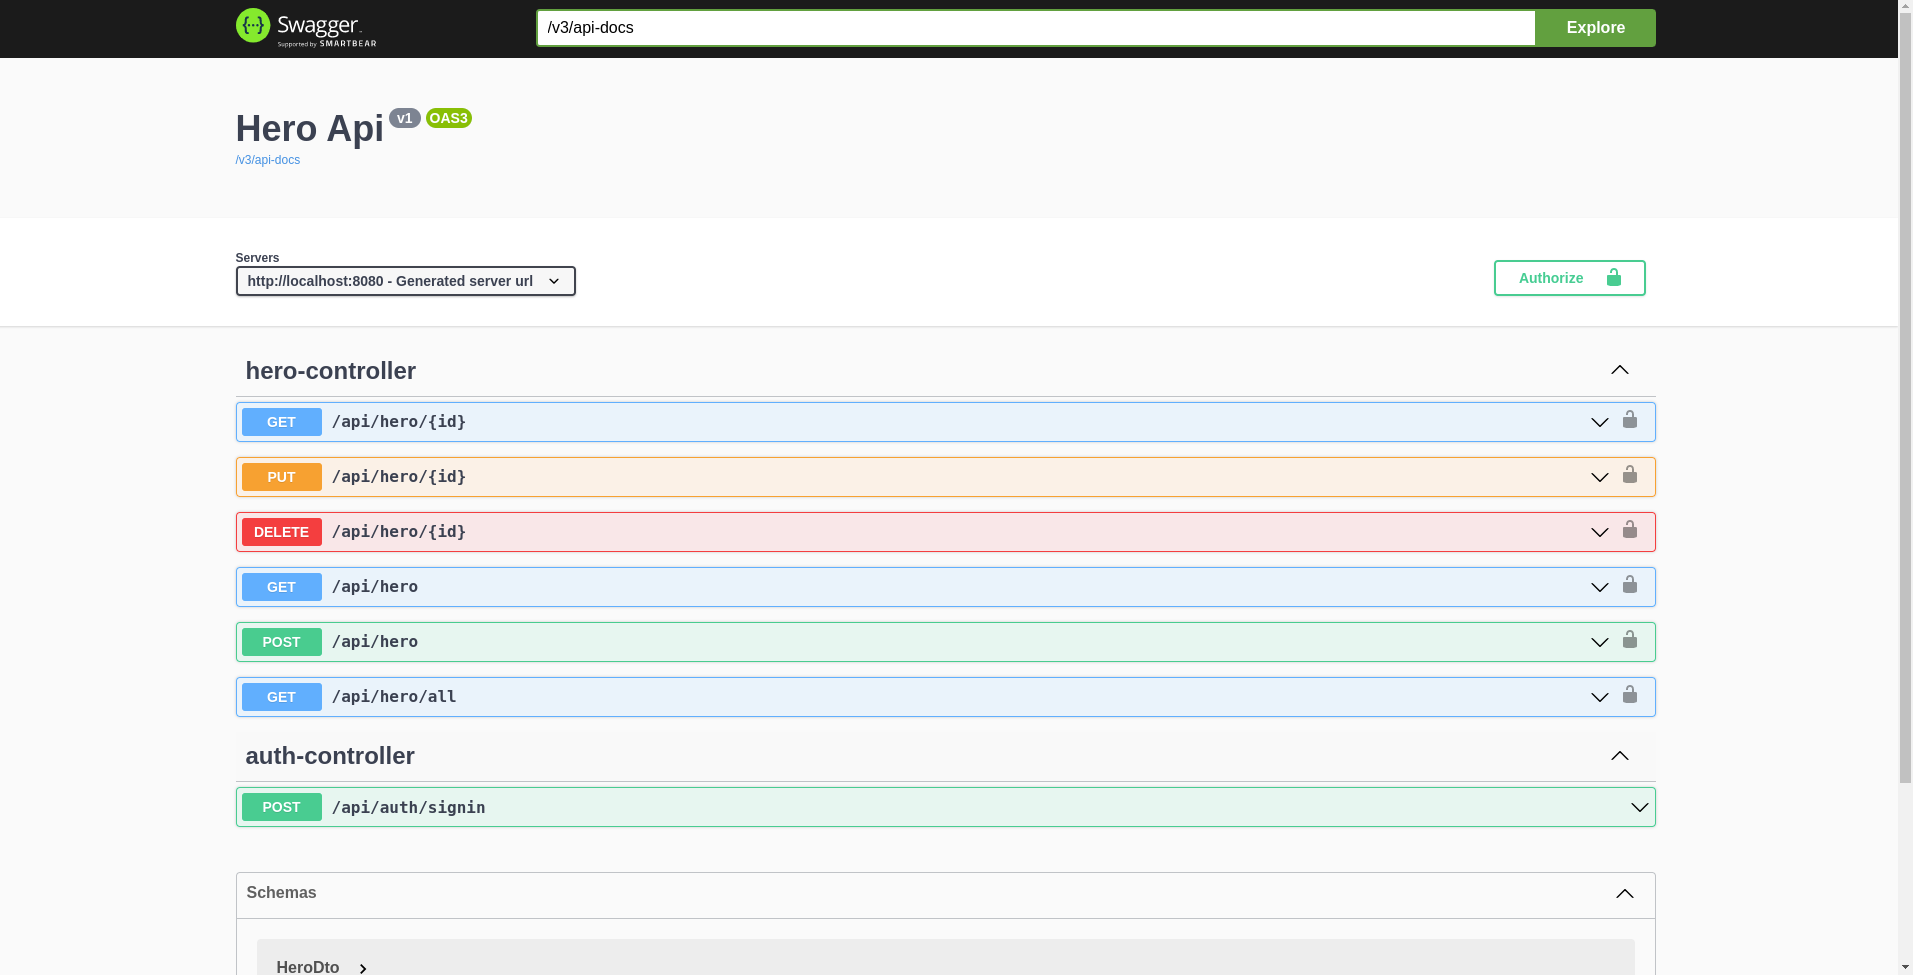 Swagger
Supported by SMARTBEAR
/v3/api-docs
Explore
Hero Api v1 OAS3
/v3/api-docs
Servers
http://localhost:8080 - Generated server url
Authorize
hero-controller
GET /api/hero/{id}
PUT /api/hero/{id}
DELETE /api/hero/{id}
GET /api/hero
POST /api/hero
GET /api/hero/all
auth-controller
POST /api/auth/signin
Schemas
HeroDto